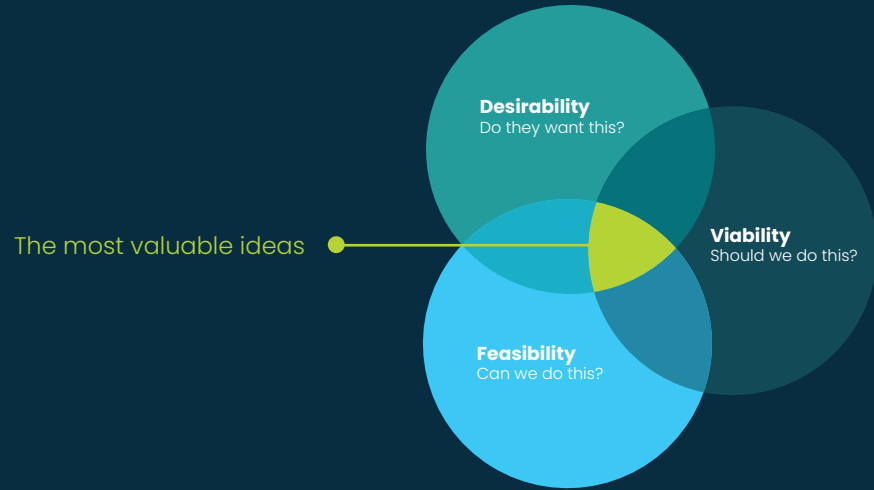 Desirability
Do they want this?
The most valuable ideas
Viability
Should we do this?
Feasibility
Can we do this?